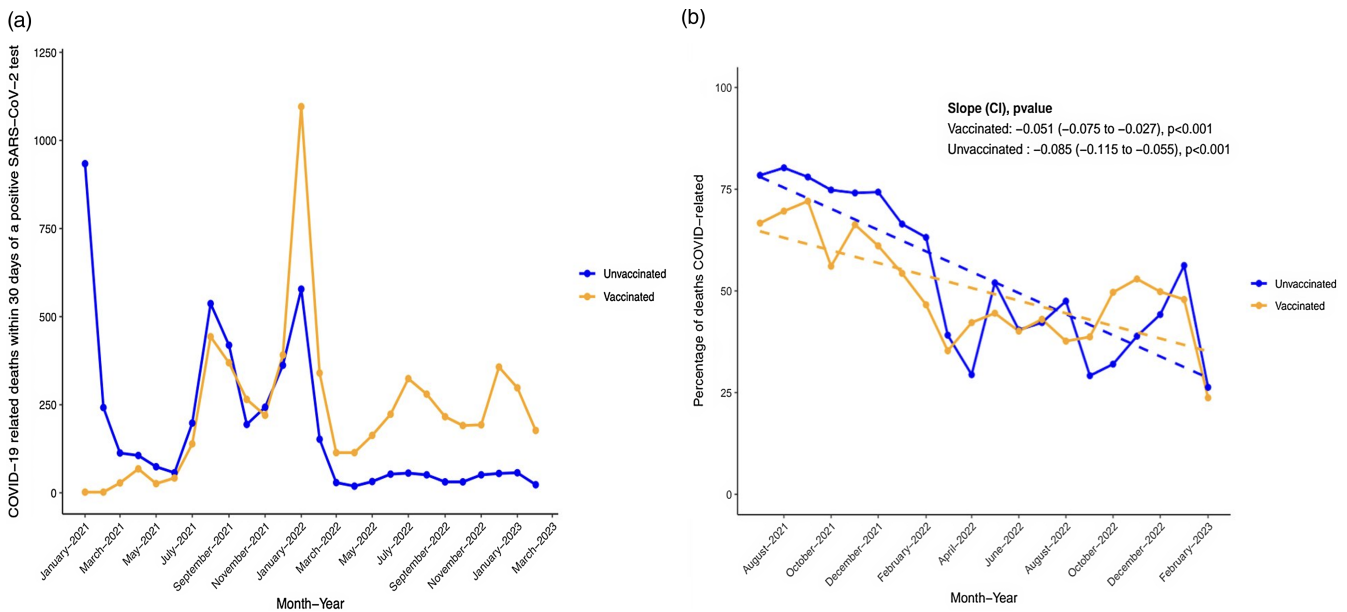 (a)
COVID−19 related deaths within 30 days of a positive SARS−CoV−2 test
1250
1000
750
500
250
0
January−2021
March−2021
May−2021
July−2021
September−2021
November−2021
January−2022
March−2022
May−2022
July−2022
September−2022
November−2022
January−2023
March−2023
Month−Year
Unvaccinated
Vaccinated
(b)
Percentage of deaths COVID−related
100
75
50
25
0
Slope (CI), pvalue
Vaccinated: −0.051 (−0.075 to −0.027), p<0.001
Unvaccinated : −0.085 (−0.115 to −0.055), p<0.001
August−2021
October−2021
December−2021
February−2022
April−2022
June−2022
August−2022
October−2022
December−2022
February−2023
Month−Year
Unvaccinated
Vaccinated